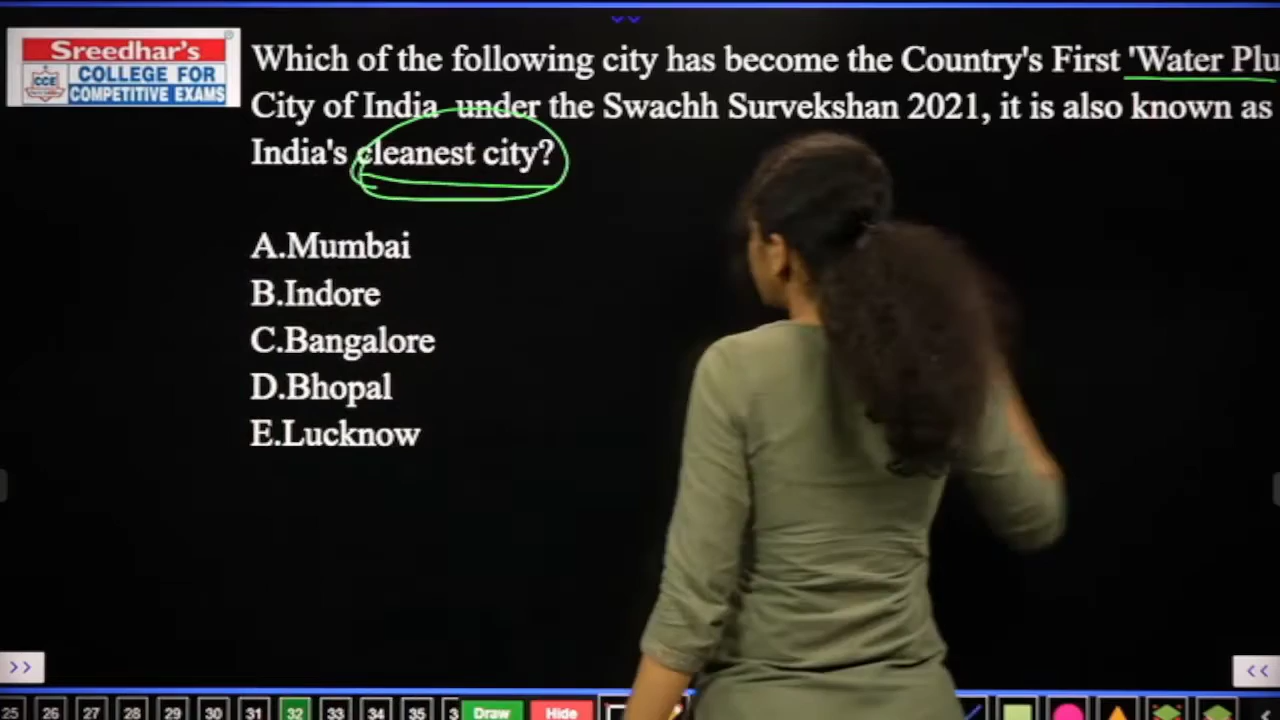 Sreedhar's
CCE
COLLEGE FOR
COMPETITIVE EXAMS
Which of the following city has become the Country's First 'Water Plu
City of India under the Swachh Survekshan 2021, it is also known as
India's cleanest city?
A.Mumbai
B.Indore
C.Bangalore
D.Bhopal
E.Lucknow
>>
<<
25 26 27 28 29 30 31 32 33 34 35 3 Draw Hide